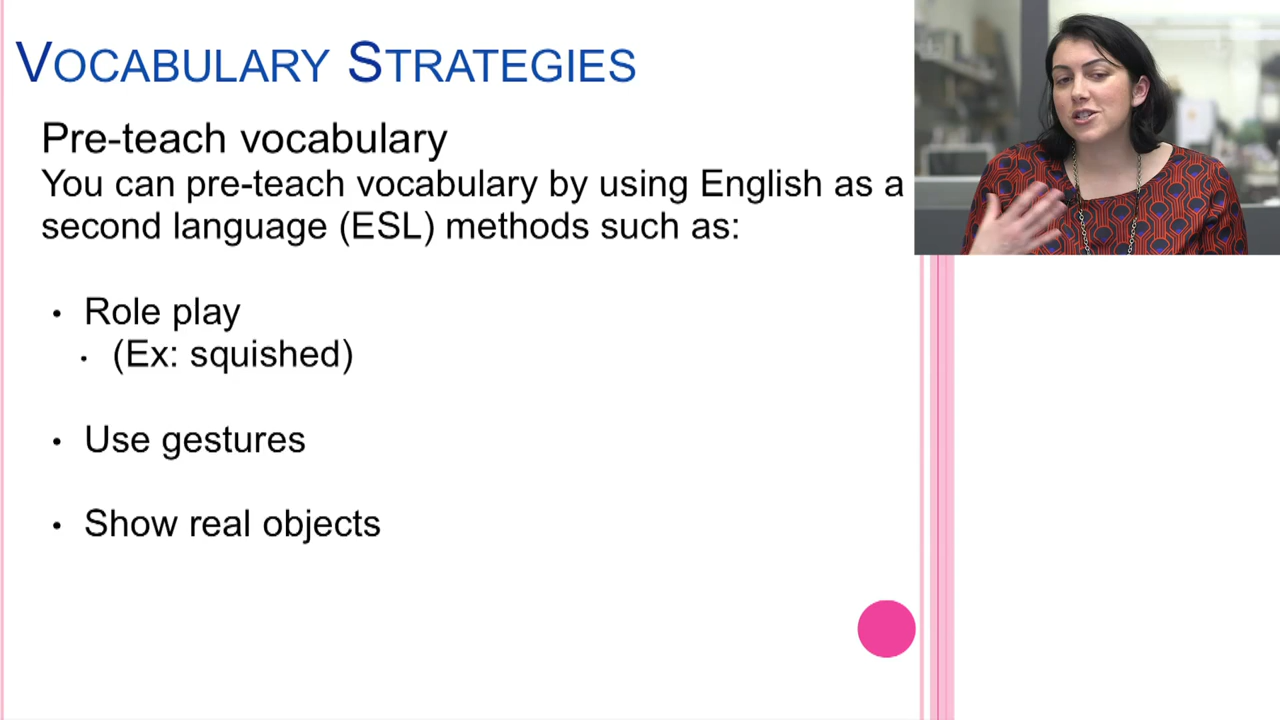 VOCABULARY STRATEGIES
Pre-teach vocabulary
You can pre-teach vocabulary by using English as a
second language (ESL) methods such as:
• Role play
• (Ex: squished)
• Use gestures
• Show real objects